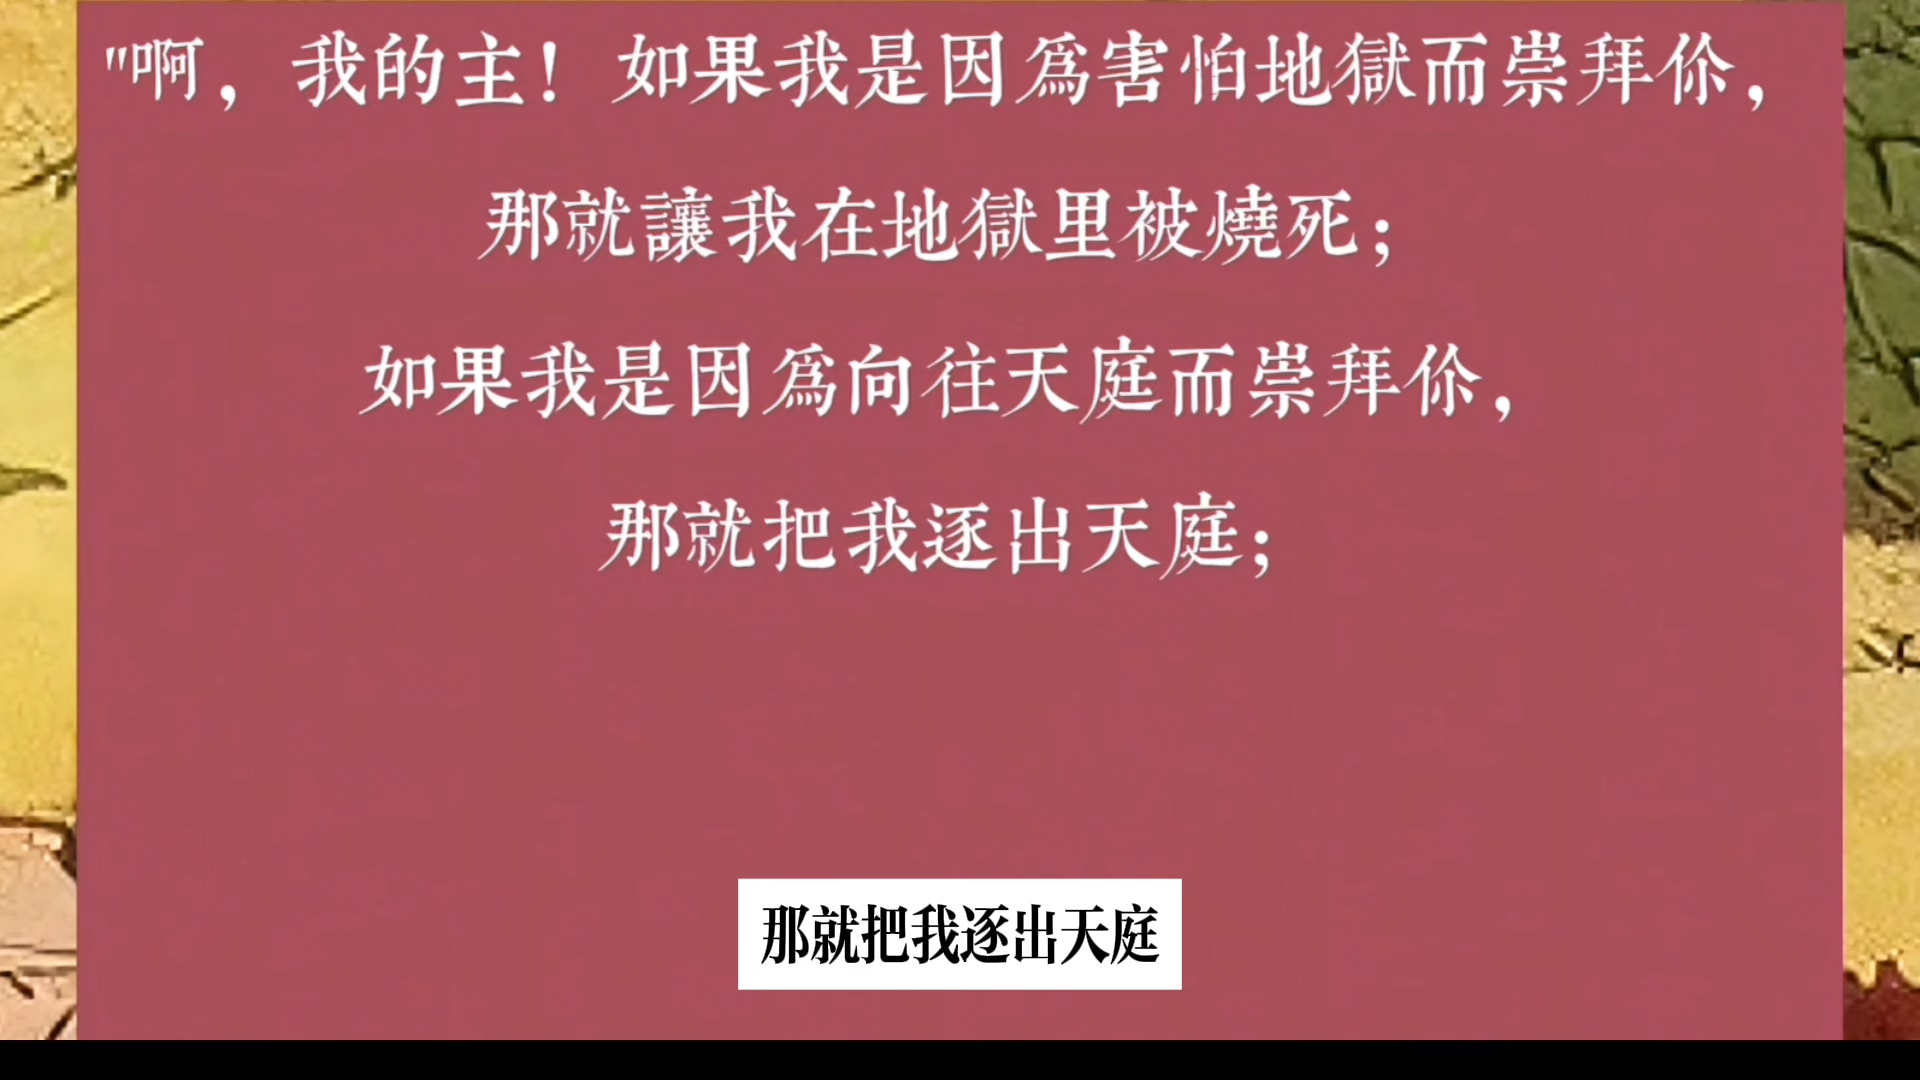 "啊，我的主！如果我是因爲害怕地獄而崇拜你，
那就讓我在地獄里被燒死；
如果我是因爲向往天庭而崇拜你，
那就把我逐出天庭；
那就把我逐出天庭